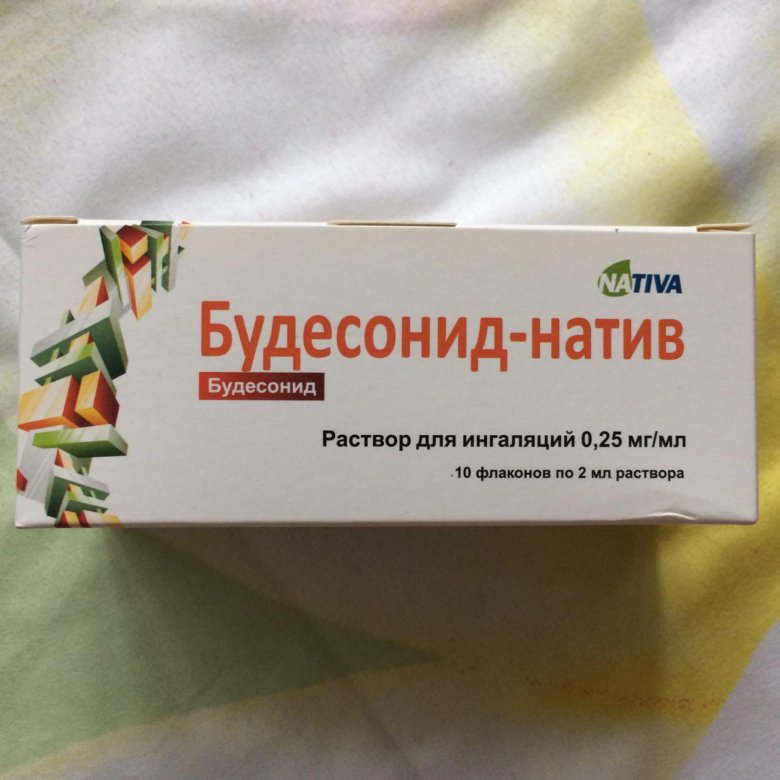 NATIVA
Будесонид-натив
Будесонид
Раствор для ингаляций 0,25 мг/мл
10 флаконов по 2 мл раствора